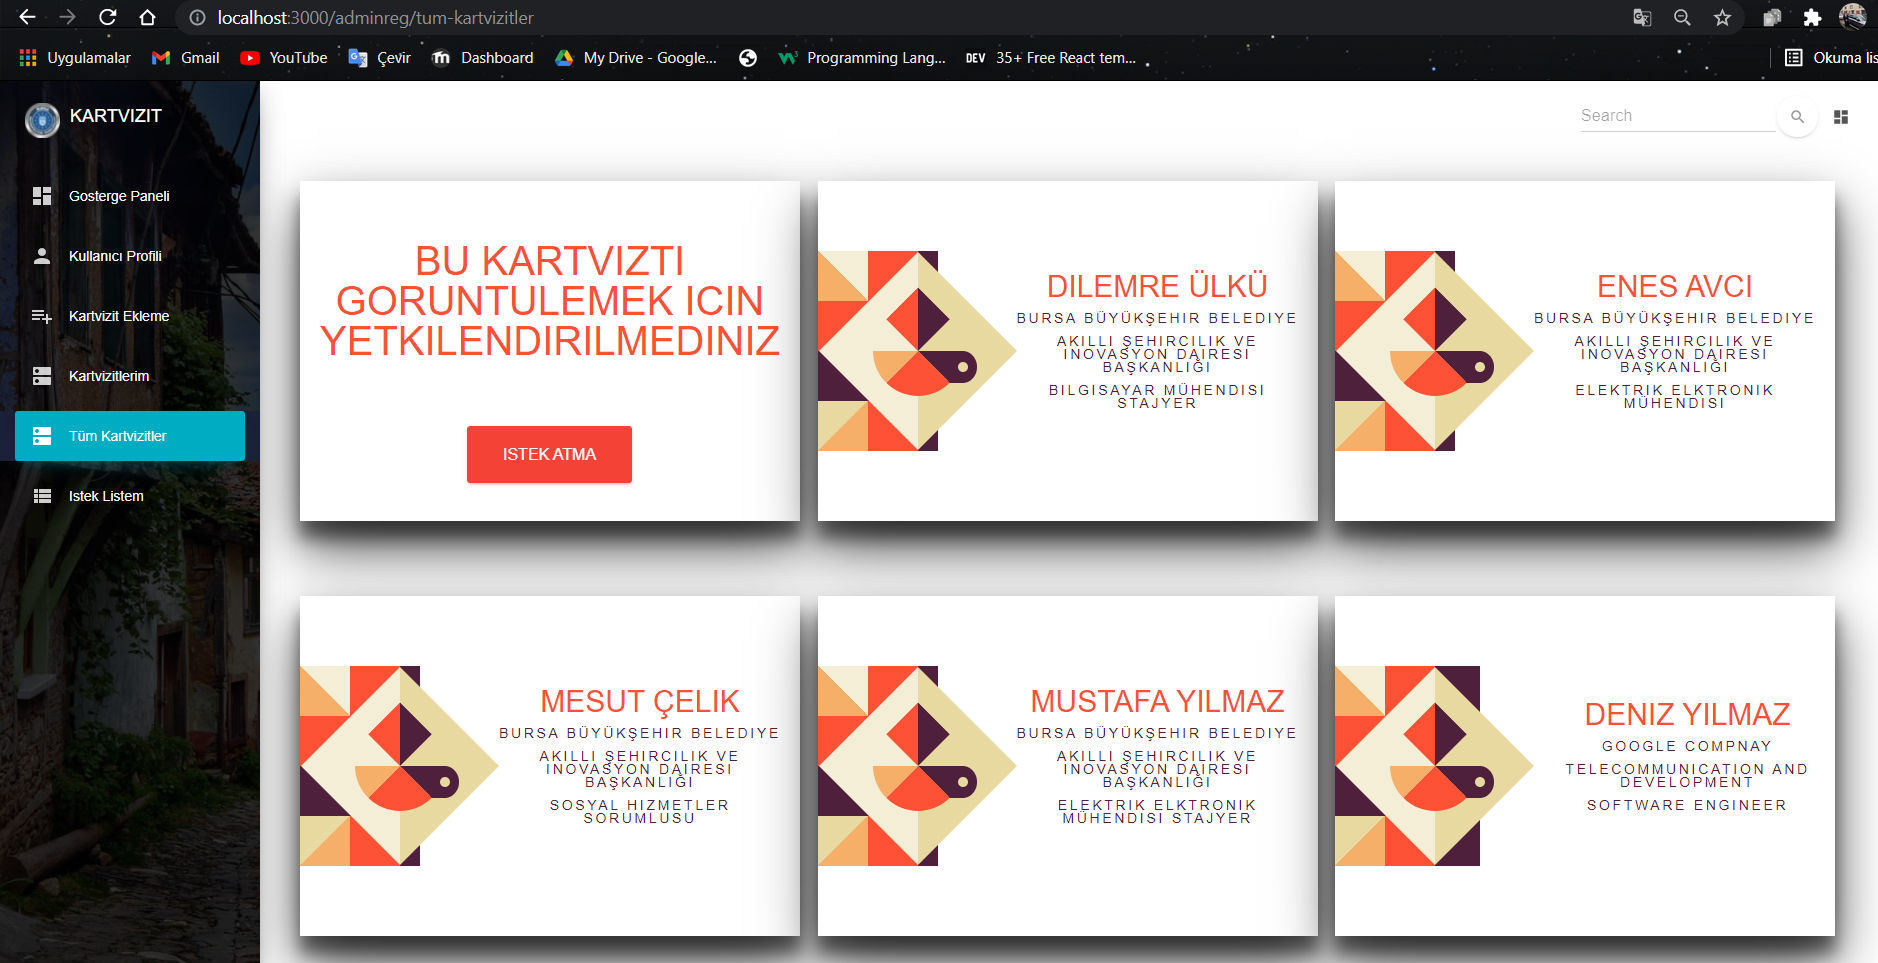 localhost:3000/adminreg/tum-kartvizitler
Uygulamalar
Gmail
YouTube
Çevir
Dashboard
My Drive - Google...
Programming Lang...
DEV
35+ Free React tem...
Okuma lis
KARTVIZIT
Gosterge Paneli
Kullanıcı Profili
Kartvizit Ekleme
Kartvizitlerim
Tüm Kartvizitler
Istek Listem
Search
BU KARTVIZTI
GORUNTULEMEK ICIN
YETKILENDIRILMEDINIZ
ISTEK ATMA
DILEMRE ÜLKÜ
BURSA BÜYÜKŞEHIR BELEDIYE
AKILLI ŞEHIRCILIK VE
INOVASYON DAIRESI
BAŞKANLIĞI
BILGISAYAR MÜHENDISI
STAJYER
ENES AVCI
BURSA BÜYÜKŞEHIR BELEDIYE
AKILLI ŞEHIRCILIK VE
INOVASYON DAIRESI
BAŞKANLIĞI
ELEKTRIK ELKTRONIK
MÜHENDISI
MESUT ÇELIK
BURSA BÜYÜKŞEHIR BELEDIYE
AKILLI ŞEHIRCILIK VE
INOVASYON DAIRESI
BAŞKANLIĞI
SOSYAL HIZMETLER
SORUMLUSU
MUSTAFA YILMAZ
BURSA BÜYÜKŞEHIR BELEDIYE
AKILLI ŞEHIRCILIK VE
INOVASYON DAIRESI
BAŞKANLIĞI
ELEKTRIK ELKTRONIK
MÜHENDISI STAJYER
DENIZ YILMAZ
GOOGLE COMPNAY
TELECOMMUNICATION AND
DEVELOPMENT
SOFTWARE ENGINEER